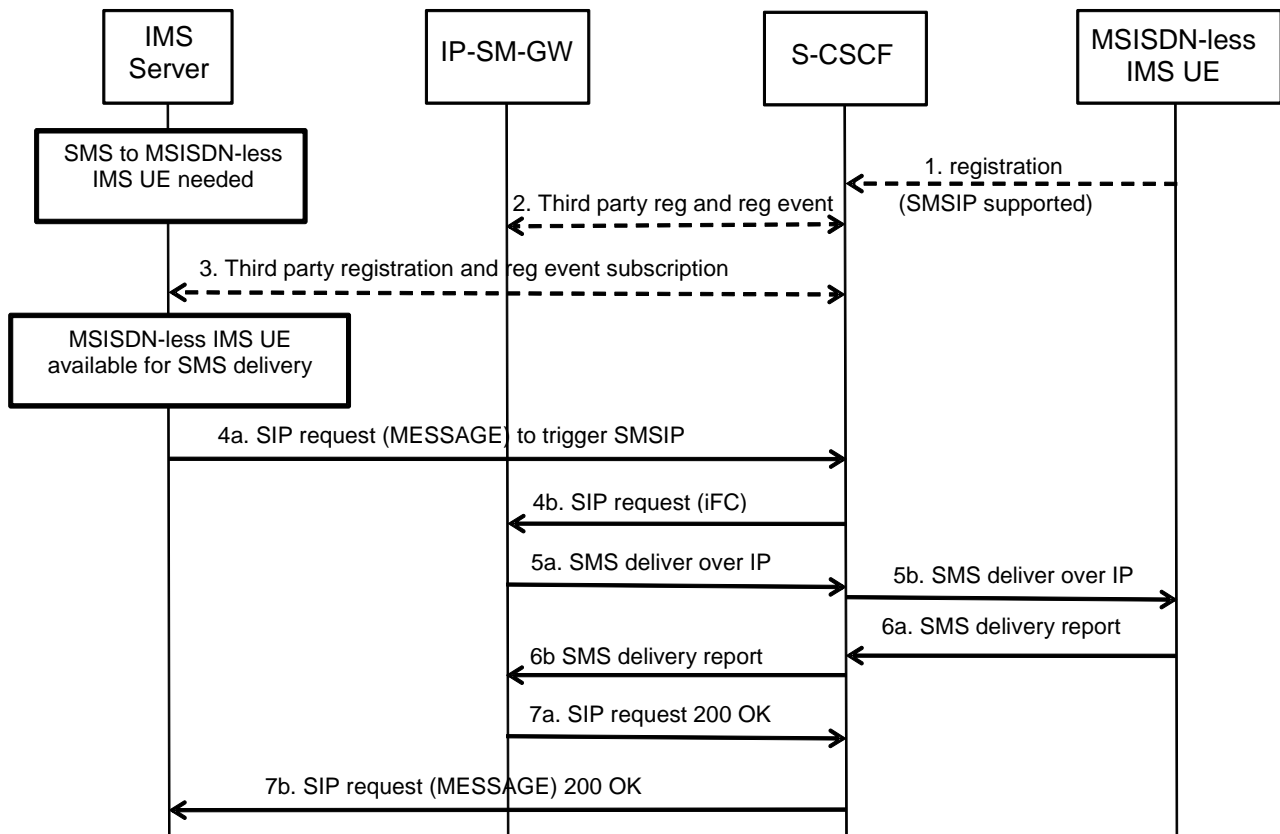 IMS
Server
IP-SM-GW
S-CSCF
MSISDN-less
IMS UE
SMS to MSISDN-less
IMS UE needed
1. registration
(SMSIP supported)
2. Third party reg and reg event
3. Third party registration and reg event subscription
MSISDN-less IMS UE
available for SMS delivery
4a. SIP request (MESSAGE) to trigger SMSIP
4b. SIP request (iFC)
5a. SMS deliver over IP
5b. SMS deliver over IP
6a. SMS delivery report
6b SMS delivery report
7a. SIP request 200 OK
7b. SIP request (MESSAGE) 200 OK